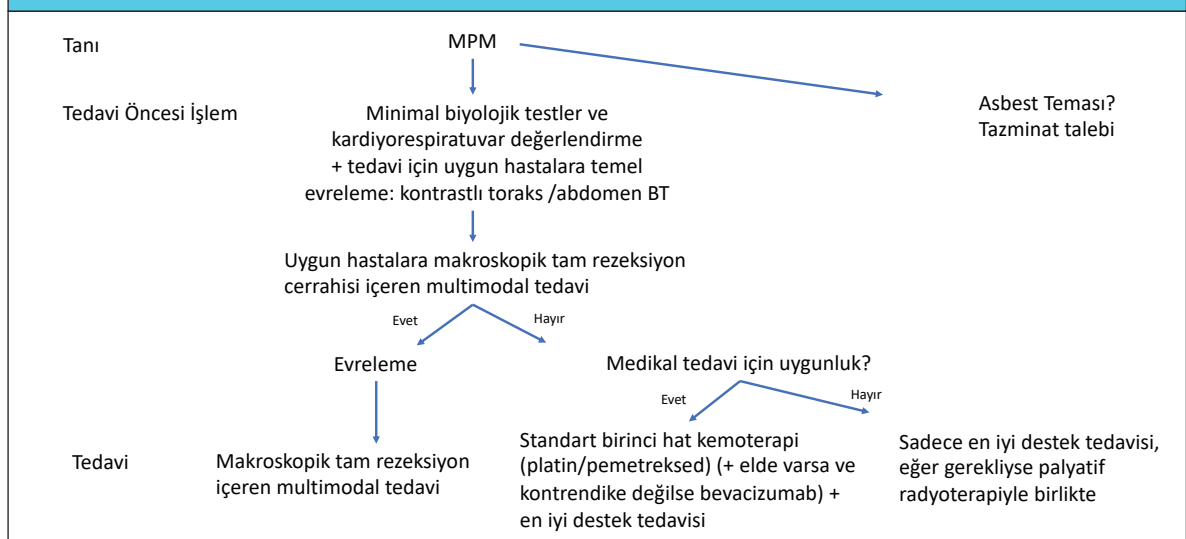 Tanı
MPM
Tedavi Öncesi İşlem
Minimal biyolojik testler ve
kardiyorespiratuvar değerlendirme
+ tedavi için uygun hastalara temel
evreleme: kontrastlı toraks /abdomen BT
Asbest Teması?
Tazminat talebi
Uygun hastalara makroskopik tam rezeksiyon
cerrahisi içeren multimodal tedavi
Evet
Hayır
Evreleme
Medikal tedavi için uygunluk?
Evet
Hayır
Tedavi
Makroskopik tam rezeksiyon
içeren multimodal tedavi
Standart birinci hat kemoterapi
(platin/pemetreksed) (+ elde varsa ve
kontrendike değilse bevacizumab) +
en iyi destek tedavisi
Sadece en iyi destek tedavisi,
eğer gerekliyse palyatif
radyoterapiyle birlikte